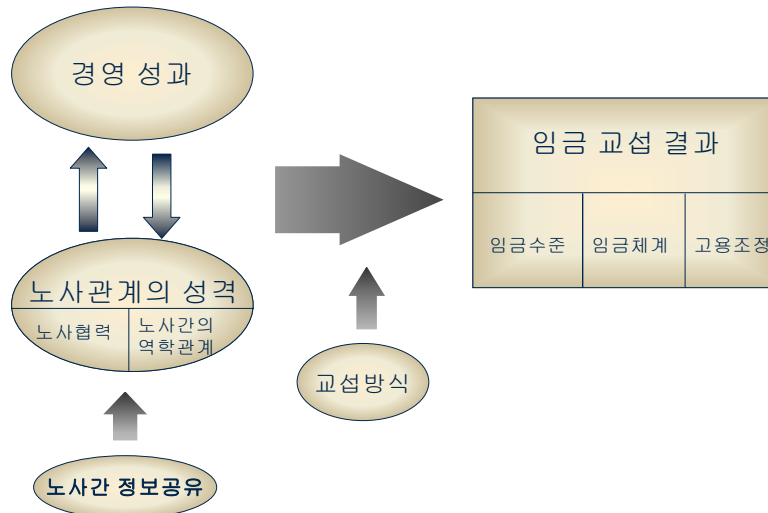 경영 성과
임금 교섭 결과
임금수준
임금체계
고용조정
노사관계의 성격
노사협력
노사간의
역학관계
교섭방식
노사간 정보공유